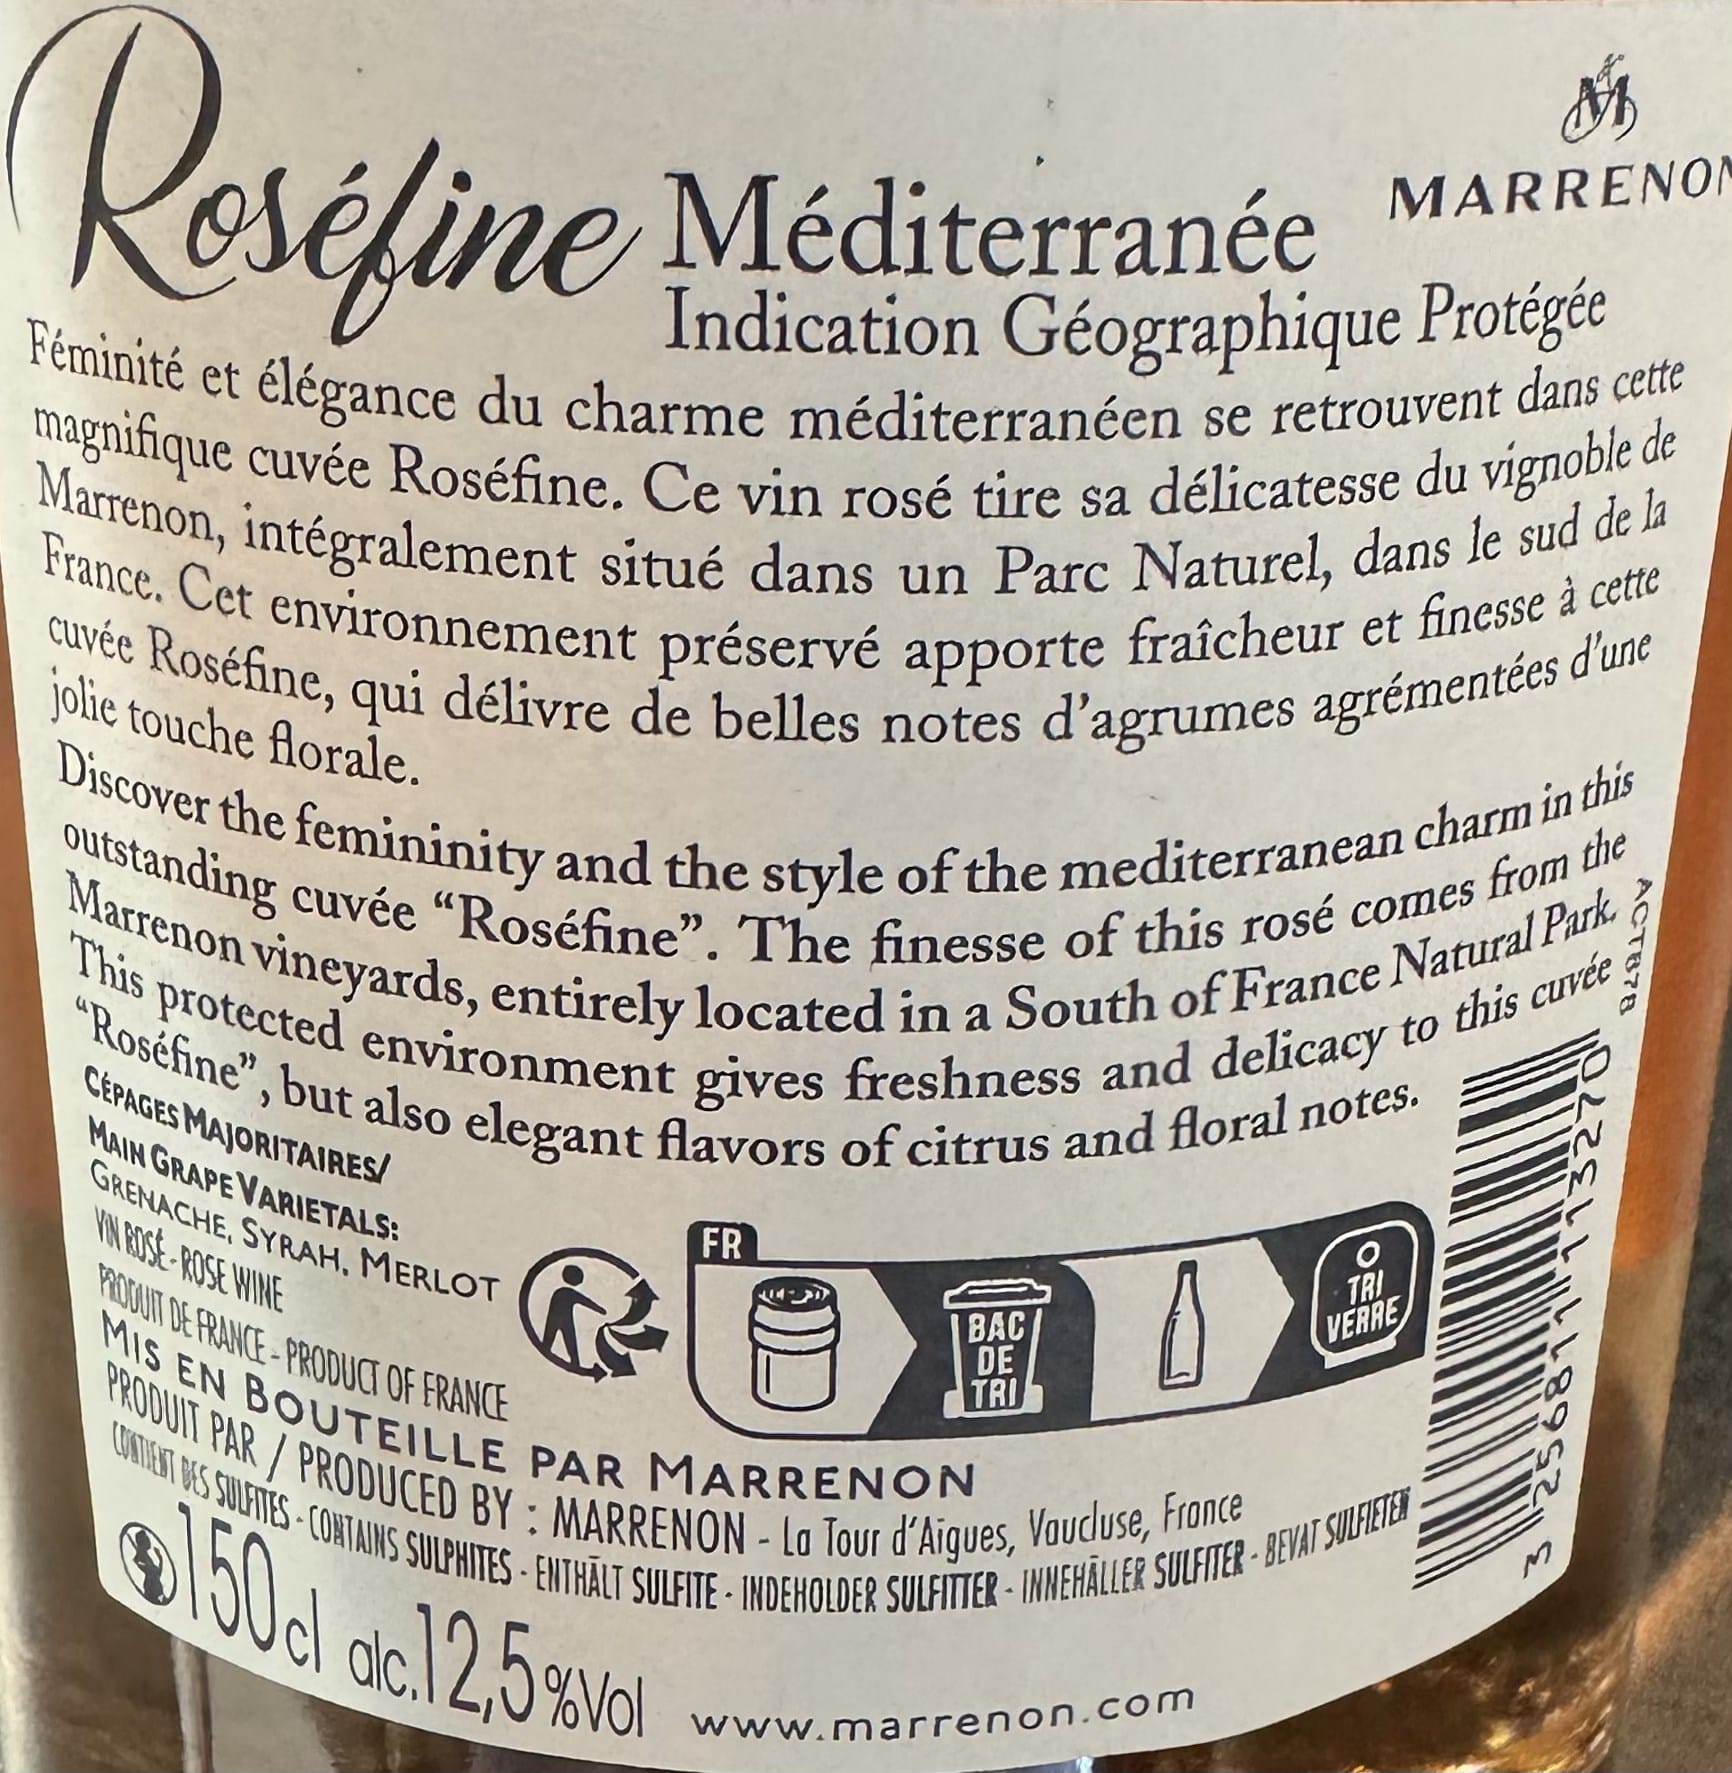 MARRENON
Roséfine Méditerranée
Indication Géographique Protégée
Féminité et élégance du charme méditerranéen se retrouvent dans cette
magnifique cuvée Roséfine. Ce vin rosé tire sa délicatesse du vignoble de
Marrenon, intégralement situé dans un Parc Naturel, dans le sud de la
France. Cet environnement préservé apporte fraîcheur et finesse à cette
cuvée Roséfine, qui délivre de belles notes d'agrumes agrémentées d'une
jolie touche florale.
Discover the femininity and the style of the mediterranean charm in this
outstanding cuvée “Roséfine”. The finesse of this rosé comes from the
Marrenon vineyards, entirely located in a South of France Natural Park.
This protected environment gives freshness and delicacy to this cuvée
“Roséfine”, but also elegant flavors of citrus and floral notes.
CÉPAGES MAJORITAIRES/
MAIN GRAPE VARIETALS:
GRENACHE, SYRAH, MERLOT
VIN ROSÉ - ROSE WINE
PRODUIT DE FRANCE - PRODUCT OF FRANCE
MIS EN BOUTEILLE PAR MARRENON
PRODUIT PAR / PRODUCED BY : MARRENON - La Tour d'Aigues, Vaucluse, France
CONTIENT DES SULFITES - CONTAINS SULPHITES - ENTHÄLT SULFITE - INDEHOLDER SULFITTER - INNEHÅLLER SULFITER - BEVAT SULFIETEN
150cl alc.12,5%Vol
www.marrenon.com
FR
BAC
DE
TRI
TRI
VERRE
ACT678
3 256811 113270